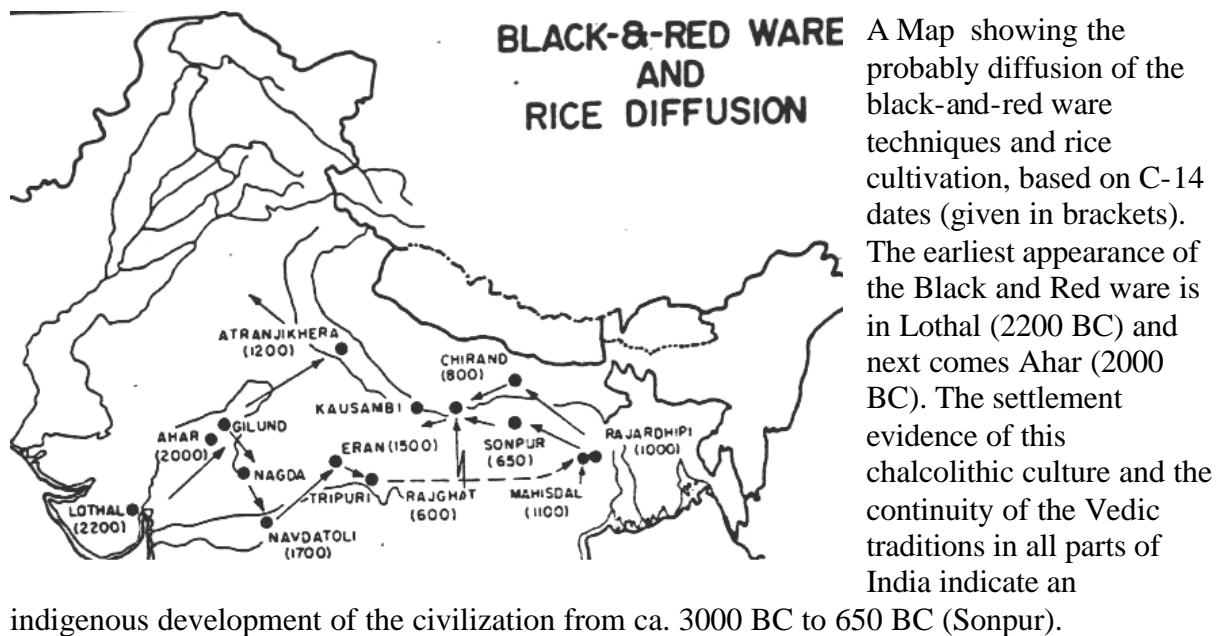 BLACK-&-RED WARE
AND
RICE DIFFUSION
ATRANJIKHERA
(1200)
CHIRAND
(800)
KAUSAMBI
GILUND
AHAR
(2000)
ERAN (1500)
SONPUR
(650)
RAJARDHIPI
(1000)
NAGDA
TRIPURI
RAJGHAT
(600)
MAHISDAL
(1100)
LOTHAL
(2200)
NAVDATOLI
(1700)
A Map showing the
probably diffusion of the
black-and-red ware
techniques and rice
cultivation, based on C-14
dates (given in brackets).
The earliest appearance of
the Black and Red ware is
in Lothal (2200 BC) and
next comes Ahar (2000
BC). The settlement
evidence of this
chalcolithic culture and the
continuity of the Vedic
traditions in all parts of
India indicate an
indigenous development of the civilization from ca. 3000 BC to 650 BC (Sonpur).